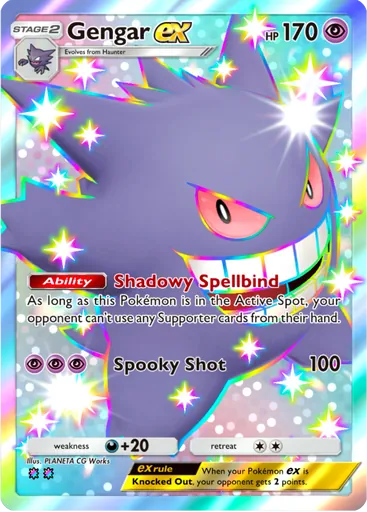 STAGE 2 Gengar ex HP 170
Evolves from Haunter
Ability Shadowy Spellbind
As long as this Pokémon is in the Active Spot, your
opponent can't use any Supporter cards from their hand.
Spooky Shot 100
weakness +20 retreat
Illus. PLANETA CG Works
ex rule When your Pokémon ex is
Knocked Out, your opponent gets 2 points.